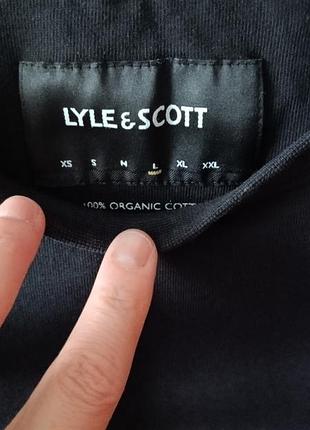 LYLE & SCOTT
XS S M L XL XXL
100% ORGANIC COTT